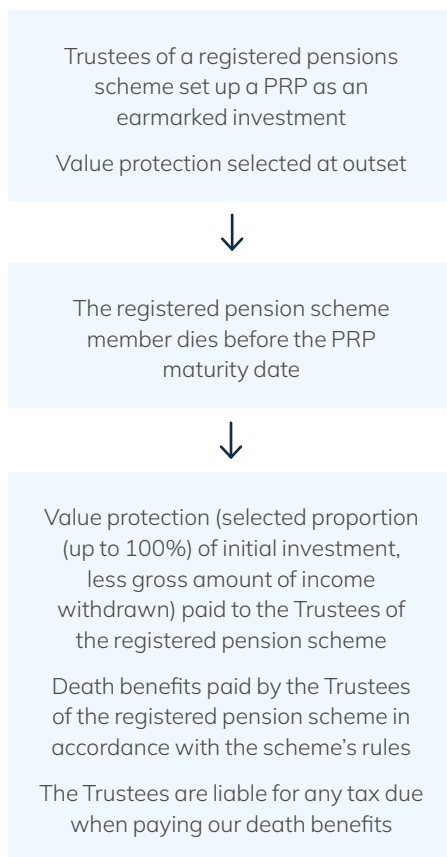 Trustees of a registered pensions
scheme set up a PRP as an
earmarked investment
Value protection selected at outset
The registered pension scheme
member dies before the PRP
maturity date
Value protection (selected proportion
(up to 100%) of initial investment,
less gross amount of income
withdrawn) paid to the Trustees of
the registered pension scheme
Death benefits paid by the Trustees
of the registered pension scheme in
accordance with the scheme’s rules
The Trustees are liable for any tax due
when paying our death benefits